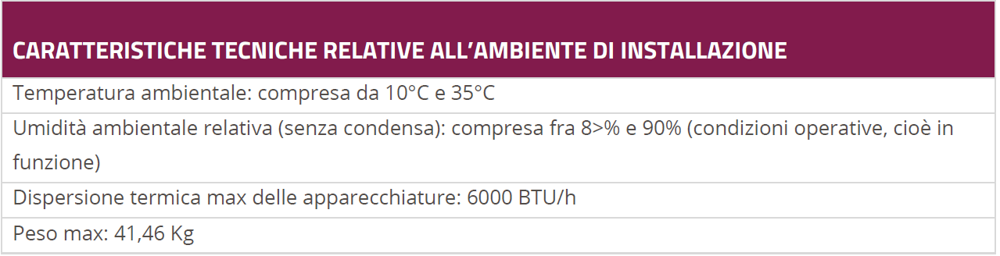 CARATTERISTICHE TECNICHE RELATIVE ALL’AMBIENTE DI INSTALLAZIONE
Temperatura ambientale: compresa da 10°C e 35°C
Umidità ambientale relativa (senza condensa): compresa fra 8>% e 90% (condizioni operative, cioè in
funzione)
Dispersione termica max delle apparecchiature: 6000 BTU/h
Peso max: 41,46 Kg